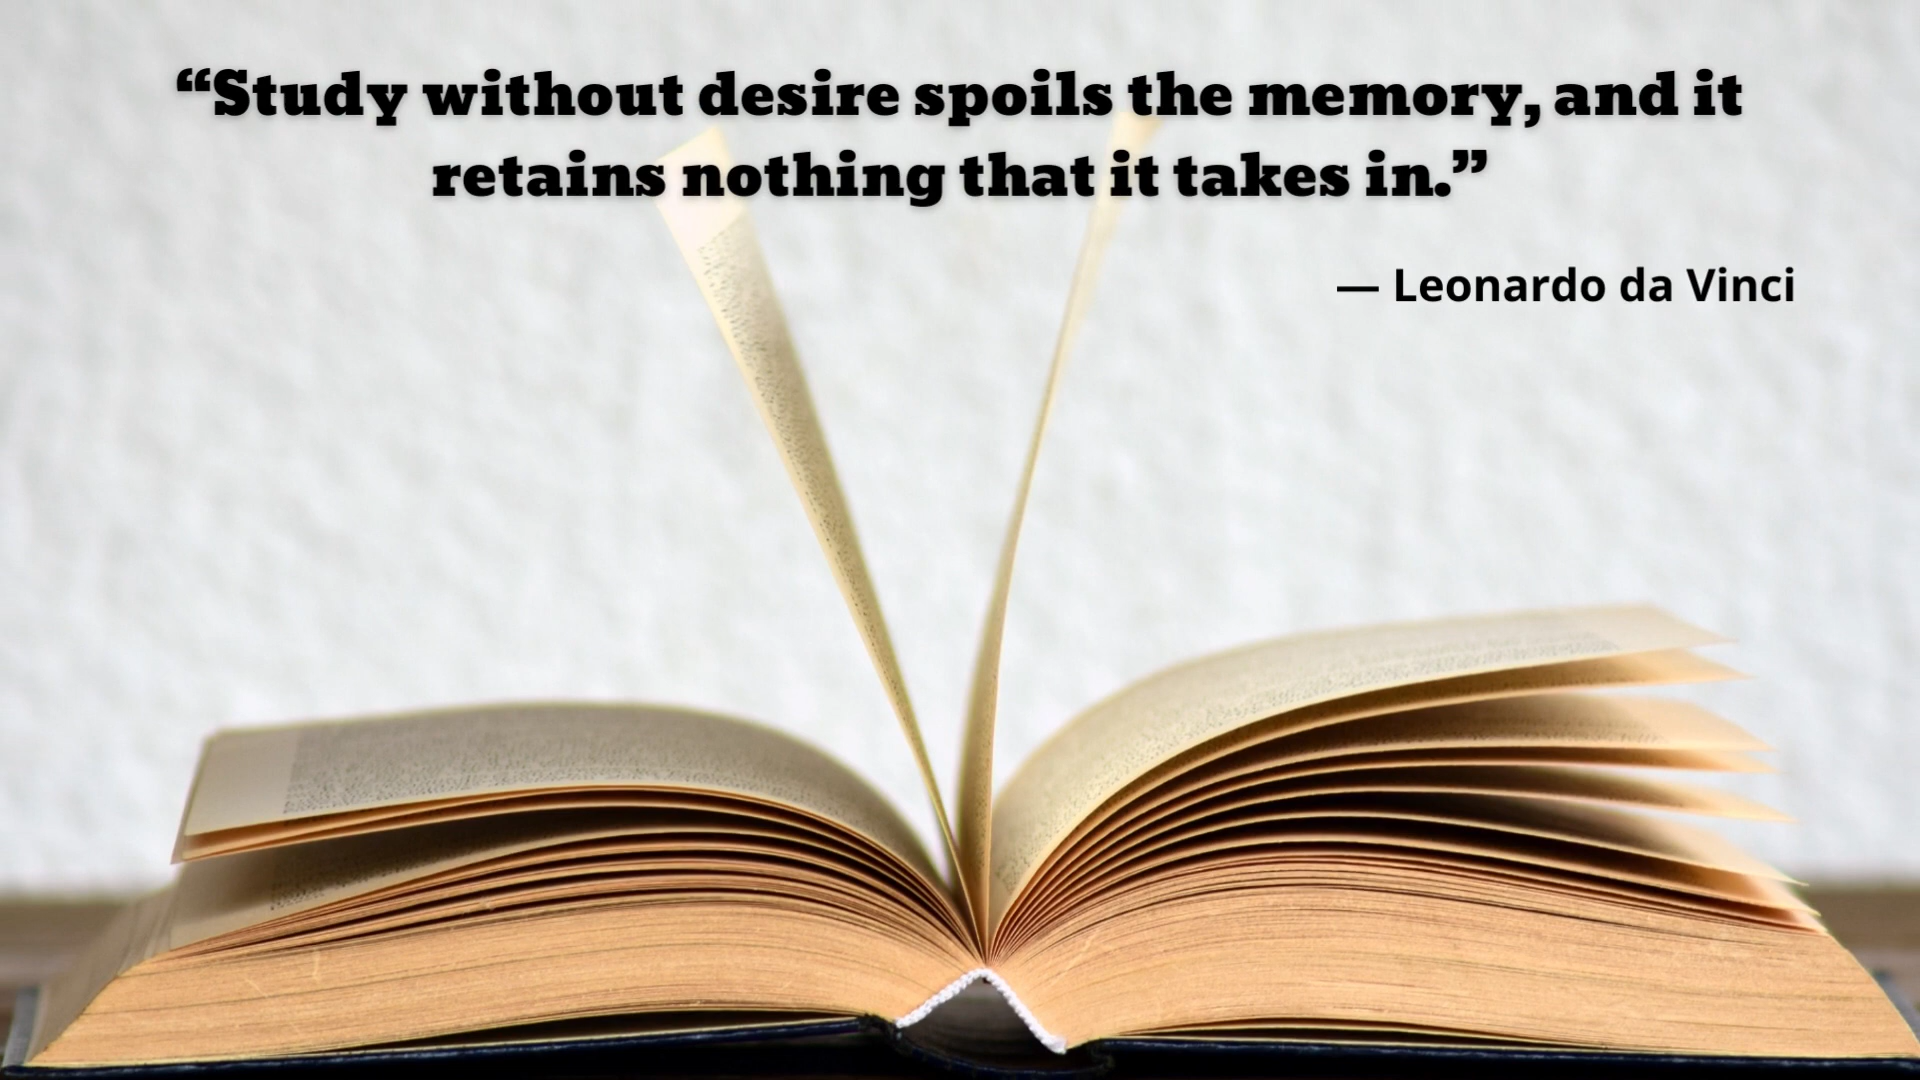 “Study without desire spoils the memory, and it
retains nothing that it takes in.”
— Leonardo da Vinci